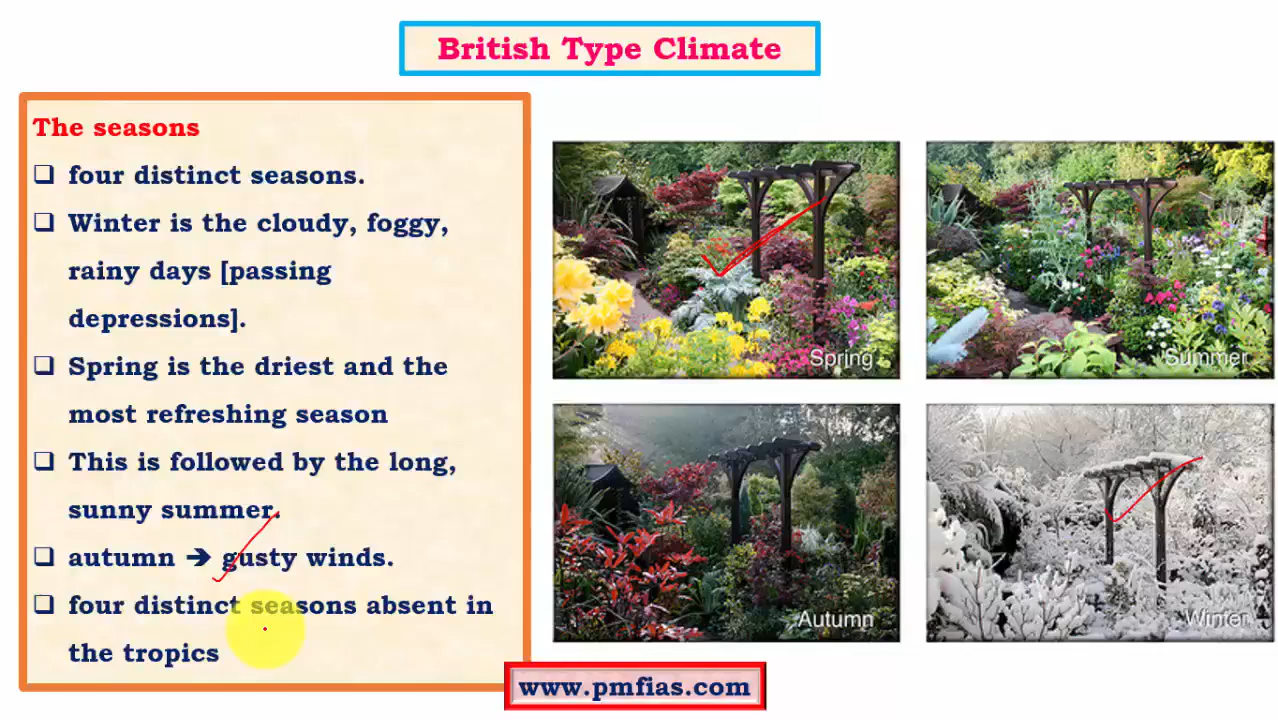 British Type Climate
The seasons
❑ four distinct seasons.
❑ Winter is the cloudy, foggy,
rainy days [passing
depressions].
❑ Spring is the driest and the
most refreshing season
❑ This is followed by the long,
sunny summer.
❑ autumn ➔ gusty winds.
❑ four distinct seasons absent in
the tropics
Spring
Summer
Autumn
Winter
www.pmfias.com